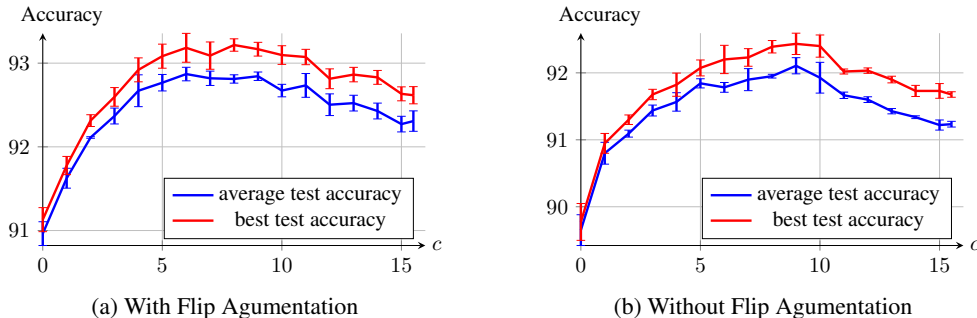 Accuracy
93
92
91
average test accuracy
best test accuracy
0
5
10
15
c
(a) With Flip Agumentation
Accuracy
92
91
90
average test accuracy
best test accuracy
0
5
10
15
c
(b) Without Flip Agumentation